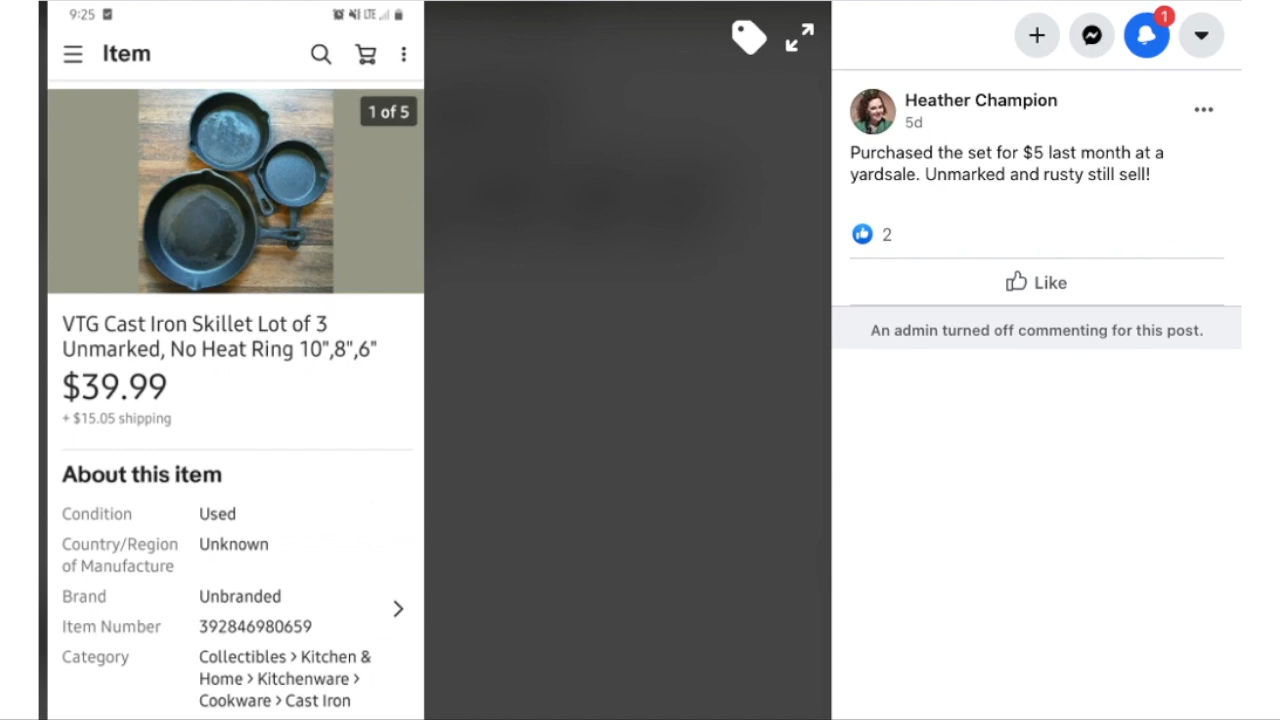 9:25
LTE
Item
1 of 5
VTG Cast Iron Skillet Lot of 3
Unmarked, No Heat Ring 10",8",6"
$39.99
+ $15.05 shipping
About this item
Condition Used
Country/Region Unknown
of Manufacture
Brand Unbranded
Item Number 392846980659
Category Collectibles > Kitchen &
Home > Kitchenware >
Cookware > Cast Iron
1
Heather Champion
5d
Purchased the set for $5 last month at a
yardsale. Unmarked and rusty still sell!
2
Like
An admin turned off commenting for this post.